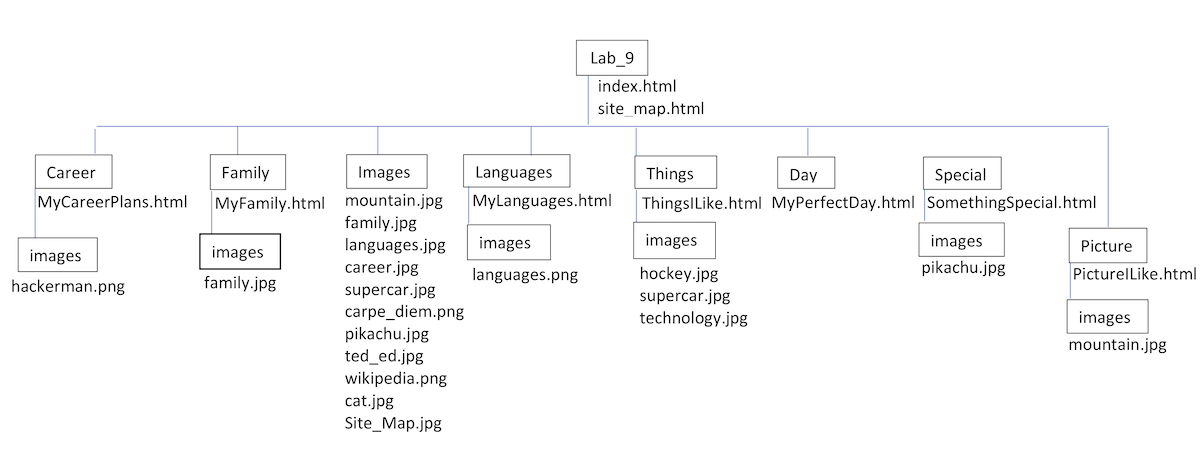 Lab_9
index.html
site_map.html
Career
MyCareerPlans.html
images
hackerman.png
Family
MyFamily.html
images
family.jpg
Images
mountain.jpg
family.jpg
languages.jpg
career.jpg
supercar.jpg
carpe_diem.png
pikachu.jpg
ted_ed.jpg
wikipedia.png
cat.jpg
Site_Map.jpg
Languages
MyLanguages.html
images
languages.png
Things
ThingsILike.html
images
hockey.jpg
supercar.jpg
technology.jpg
Day
MyPerfectDay.html
Special
SomethingSpecial.html
images
pikachu.jpg
Picture
PictureILike.html
images
mountain.jpg